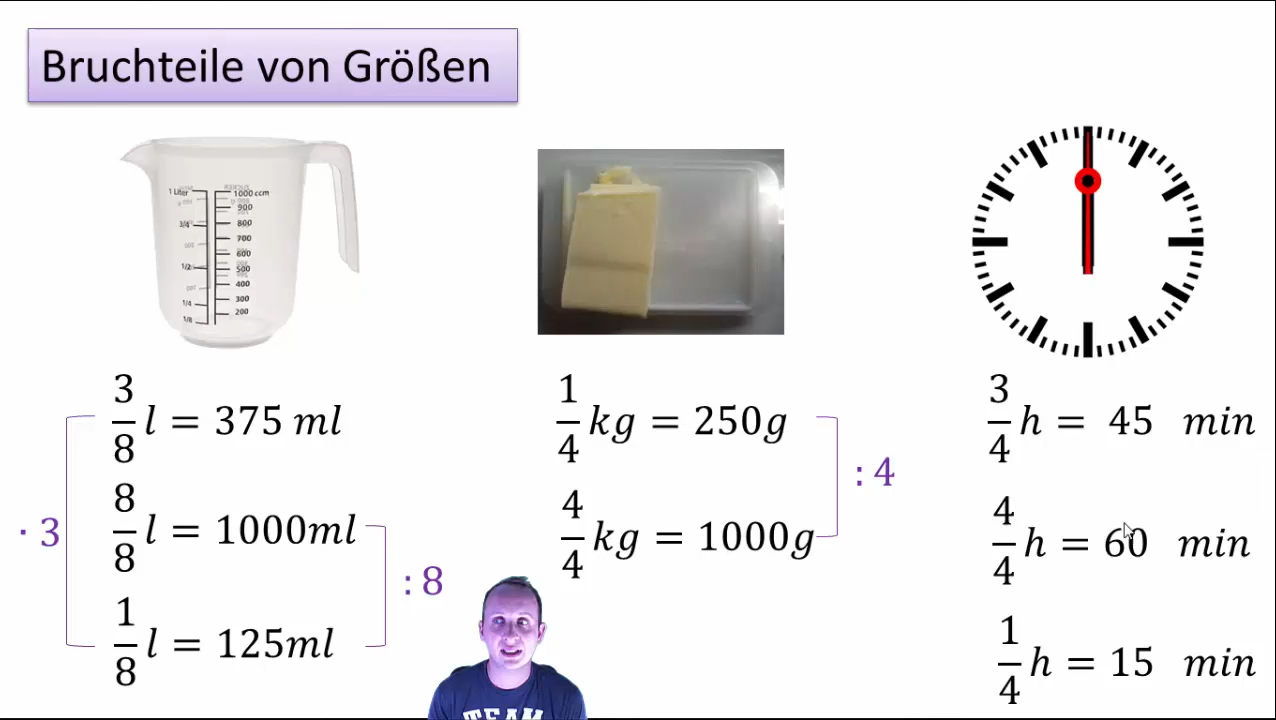 Bruchteile von Größen
1 Liter
1000 ccm
900
3/4
800
700
600
1/2
500
400
1/4
300
200
1/8
3/8 l = 375 ml
8/8 l = 1000ml
1/8 l = 125ml
· 3
: 8
1/4 kg = 250g
4/4 kg = 1000g
: 4
3/4 h = 45 min
4/4 h = 60 min
1/4 h = 15 min
TEAM